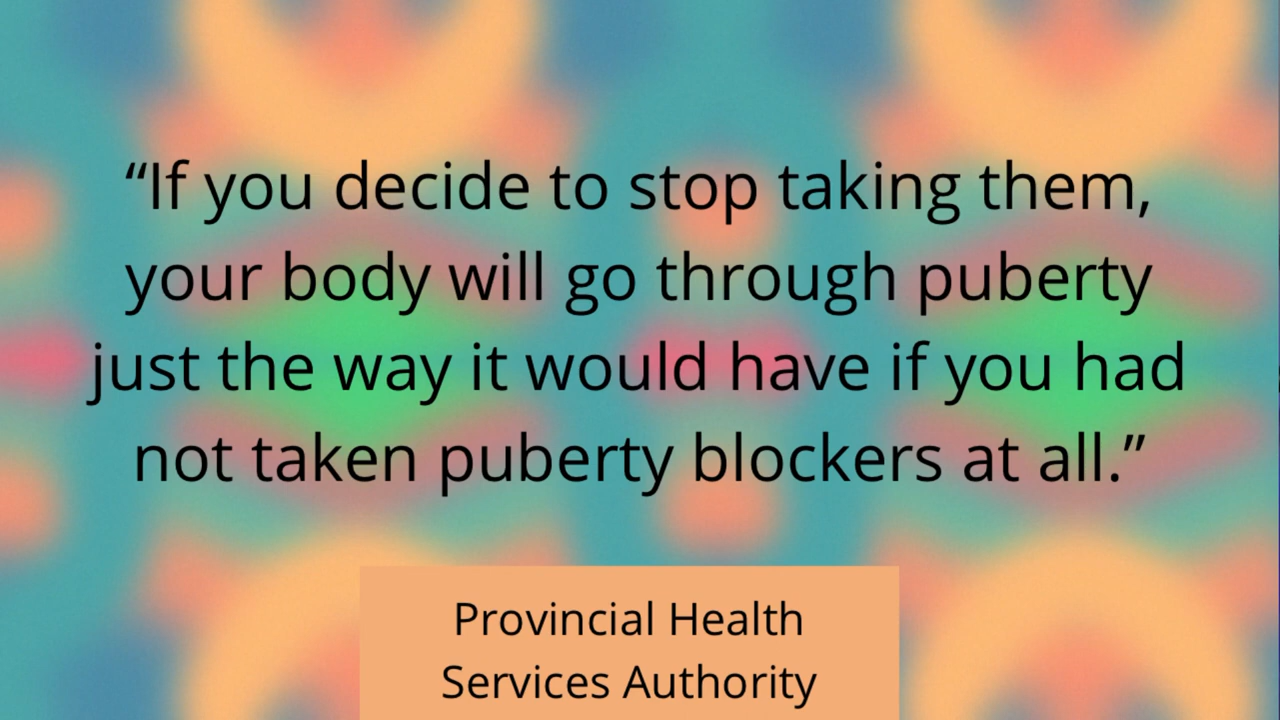 “If you decide to stop taking them,
your body will go through puberty
just the way it would have if you had
not taken puberty blockers at all.”
Provincial Health
Services Authority